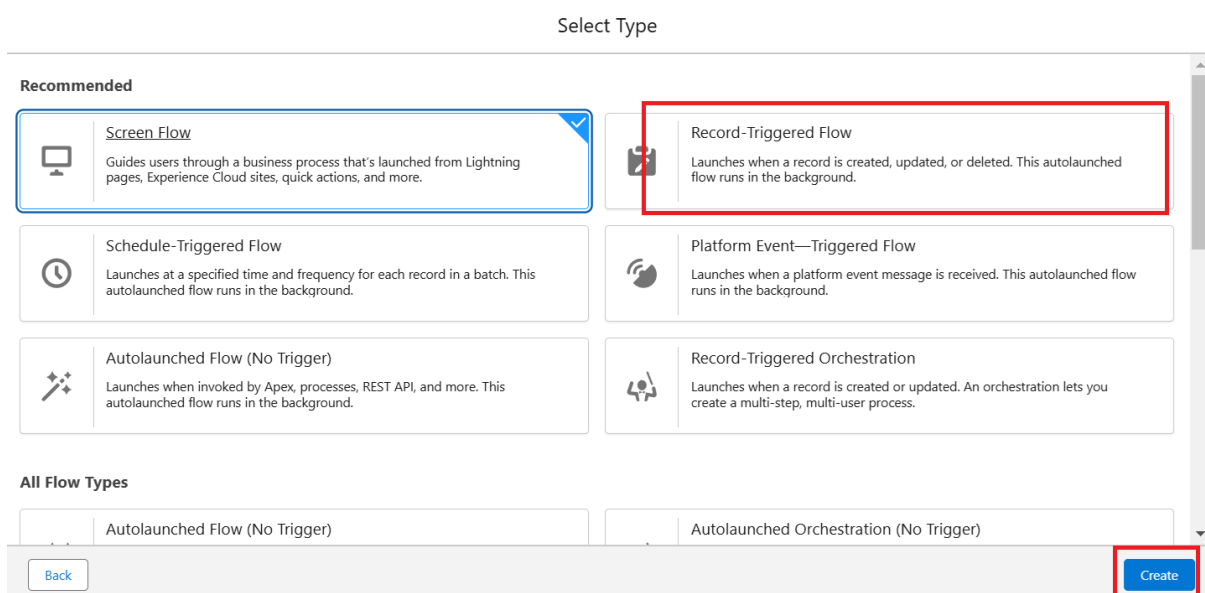 Select Type
Recommended
Screen Flow
Guides users through a business process that's launched from Lightning
pages, Experience Cloud sites, quick actions, and more.
Record-Triggered Flow
Launches when a record is created, updated, or deleted. This autolaunched
flow runs in the background.
Schedule-Triggered Flow
Launches at a specified time and frequency for each record in a batch. This
autolaunched flow runs in the background.
Platform Event—Triggered Flow
Launches when a platform event message is received. This autolaunched flow
runs in the background.
Autolaunched Flow (No Trigger)
Launches when invoked by Apex, processes, REST API, and more. This
autolaunched flow runs in the background.
Record-Triggered Orchestration
Launches when a record is created or updated. An orchestration lets you
create a multi-step, multi-user process.
All Flow Types
Autolaunched Flow (No Trigger)
Autolaunched Orchestration (No Trigger)
Back
Create